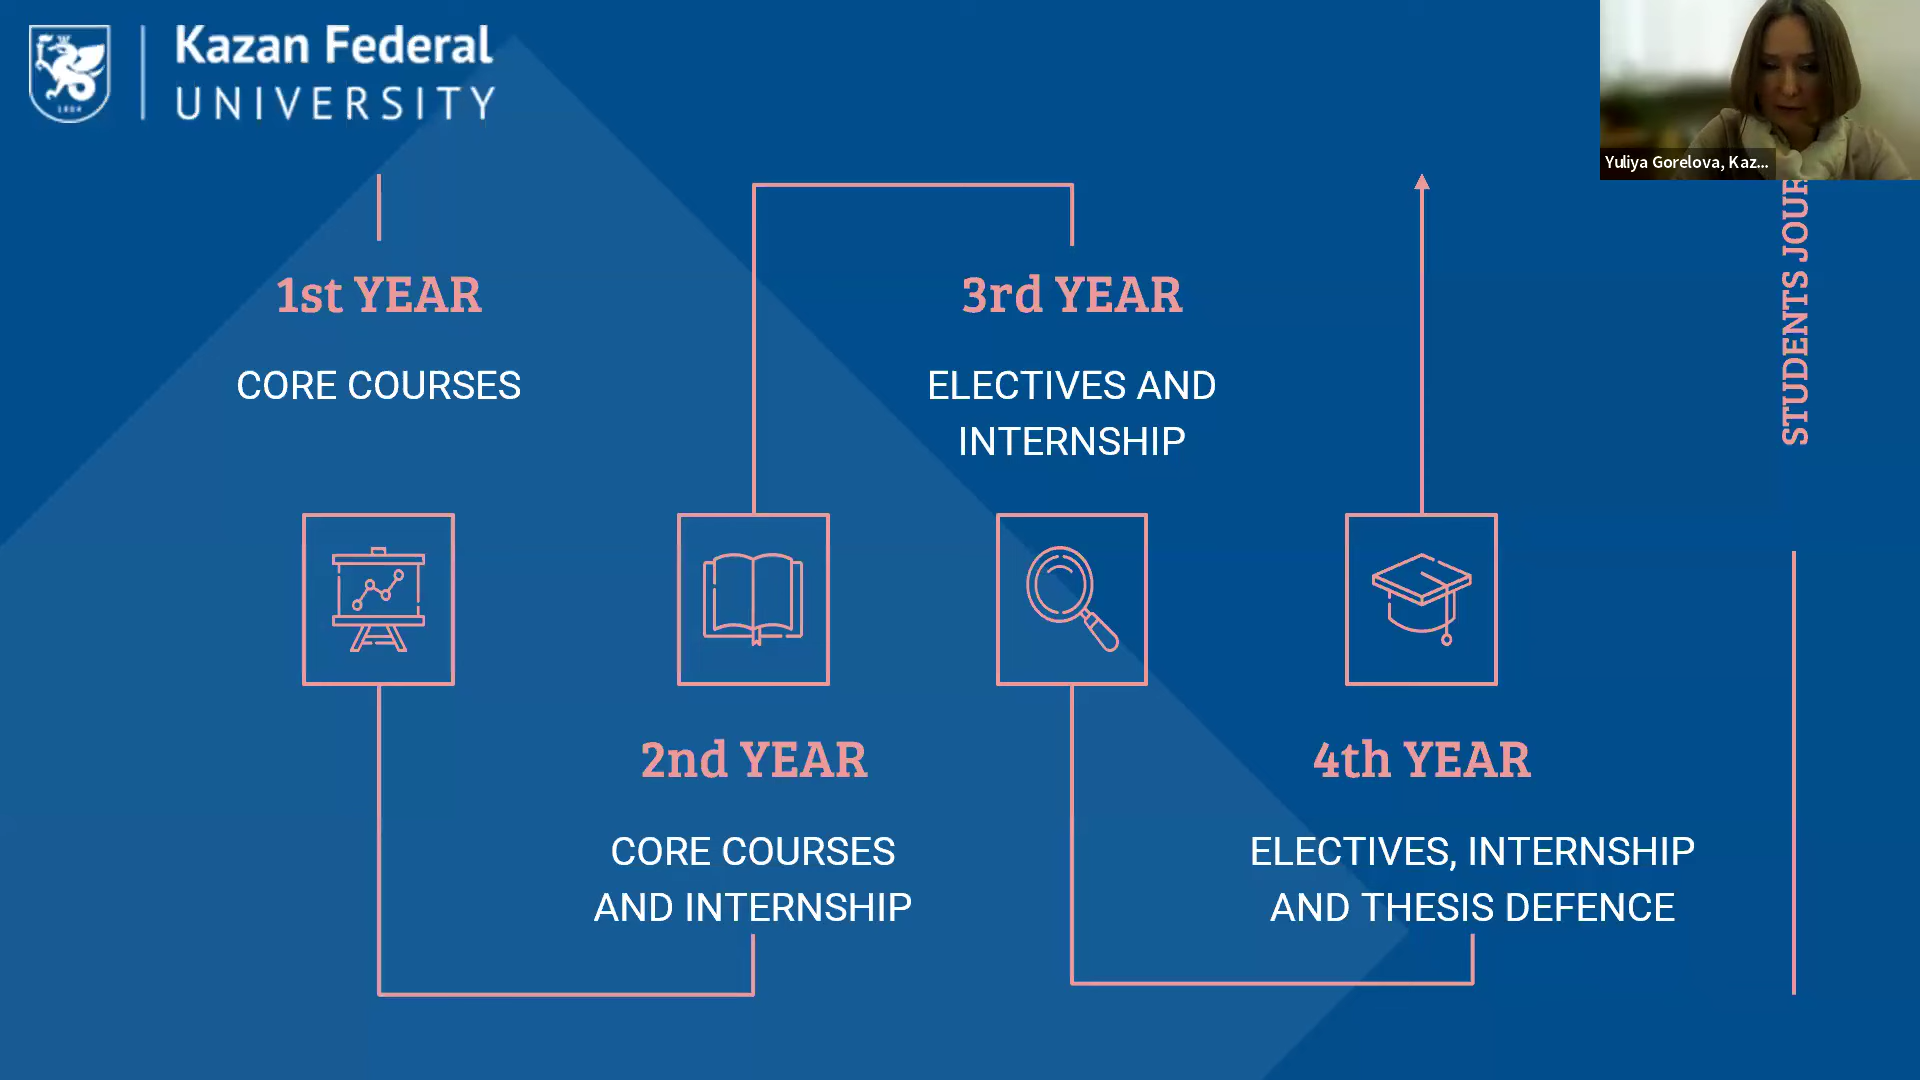 Kazan Federal
UNIVERSITY
1804
Yuliya Gorelova, Kaz...
STUDENTS JOUR
1st YEAR
CORE COURSES
3rd YEAR
ELECTIVES AND
INTERNSHIP
2nd YEAR
CORE COURSES
AND INTERNSHIP
4th YEAR
ELECTIVES, INTERNSHIP
AND THESIS DEFENCE